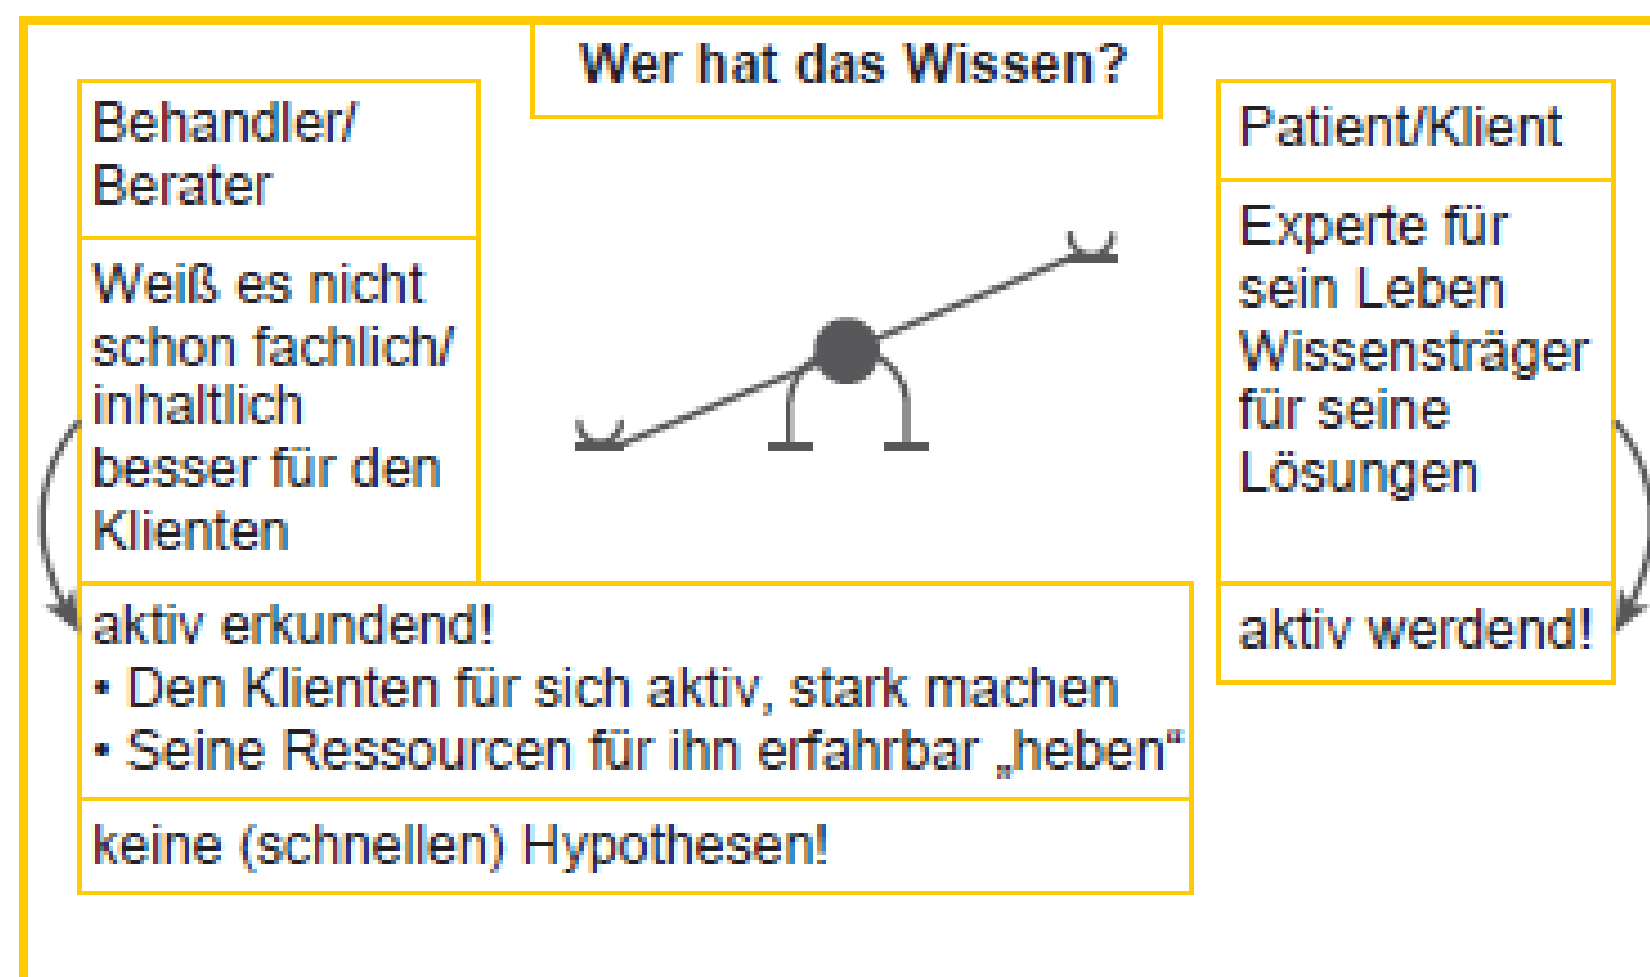 Wer hat das Wissen?
Behandler/
Berater
Weiß es nicht
schon fachlich/
inhaltlich
besser für den
Klienten
aktiv erkundend!
• Den Klienten für sich aktiv, stark machen
• Seine Ressourcen für ihn erfahrbar „heben“
keine (schnellen) Hypothesen!
Patient/Klient
Experte für
sein Leben
Wissensträger
für seine
Lösungen
aktiv werdend!